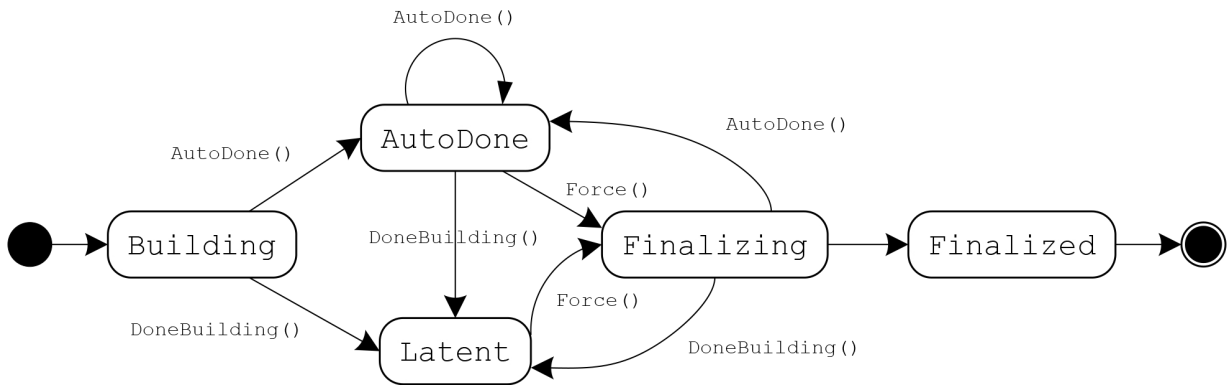 AutoDone()
AutoDone
AutoDone()
AutoDone()
Force()
DoneBuilding()
Building
Finalizing
Finalized
Force()
DoneBuilding()
DoneBuilding()
Latent